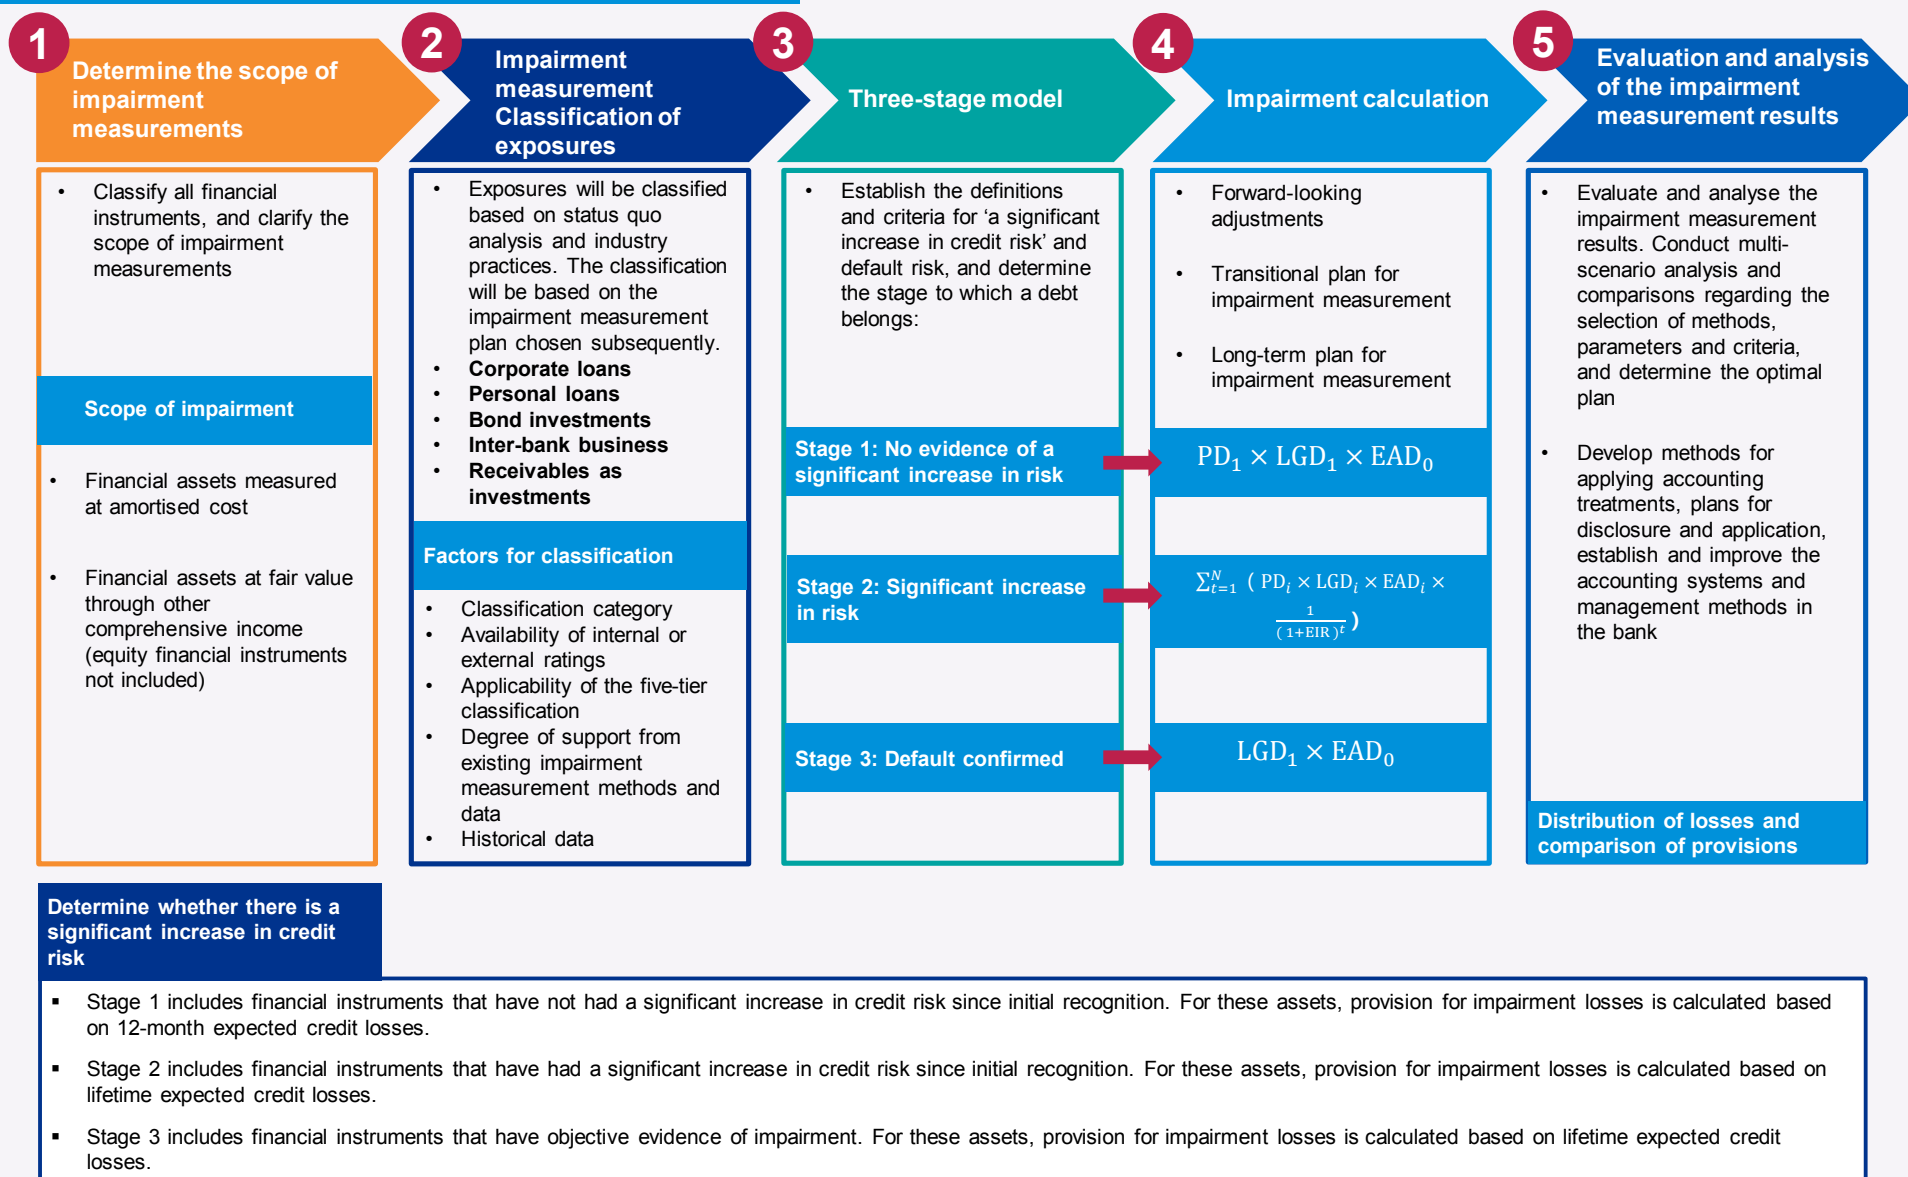 1
Determine the scope of
impairment
measurements
• Classify all financial
instruments, and clarify the
scope of impairment
measurements
Scope of impairment
• Financial assets measured
at amortised cost
• Financial assets at fair value
through other
comprehensive income
(equity financial instruments
not included)
2
Impairment
measurement
Classification of
exposures
• Exposures will be classified
based on status quo
analysis and industry
practices. The classification
will be based on the
impairment measurement
plan chosen subsequently.
• Corporate loans
• Personal loans
• Bond investments
• Inter-bank business
• Receivables as
investments
Factors for classification
• Classification category
• Availability of internal or
external ratings
• Applicability of the five-tier
classification
• Degree of support from
existing impairment
measurement methods and
data
• Historical data
3
Three-stage model
• Establish the definitions
and criteria for ‘a significant
increase in credit risk’ and
default risk, and determine
the stage to which a debt
belongs:
Stage 1: No evidence of a
significant increase in risk
Stage 2: Significant increase
in risk
Stage 3: Default confirmed
4
Impairment calculation
• Forward-looking
adjustments
• Transitional plan for
impairment measurement
• Long-term plan for
impairment measurement
PD₁ × LGD₁ × EAD₀
∑ᴺₜ₌₁ ( PDᵢ × LGDᵢ × EADᵢ ×
1/(1+EIR)ᵗ )
LGD₁ × EAD₀
5
Evaluation and analysis
of the impairment
measurement results
• Evaluate and analyse the
impairment measurement
results. Conduct multi-
scenario analysis and
comparisons regarding the
selection of methods,
parameters and criteria,
and determine the optimal
plan
• Develop methods for
applying accounting
treatments, plans for
disclosure and application,
establish and improve the
accounting systems and
management methods in
the bank
Distribution of losses and
comparison of provisions
Determine whether there is a
significant increase in credit
risk
▪ Stage 1 includes financial instruments that have not had a significant increase in credit risk since initial recognition. For these assets, provision for impairment losses is calculated based
on 12-month expected credit losses.
▪ Stage 2 includes financial instruments that have had a significant increase in credit risk since initial recognition. For these assets, provision for impairment losses is calculated based on
lifetime expected credit losses.
▪ Stage 3 includes financial instruments that have objective evidence of impairment. For these assets, provision for impairment losses is calculated based on lifetime expected credit
losses.